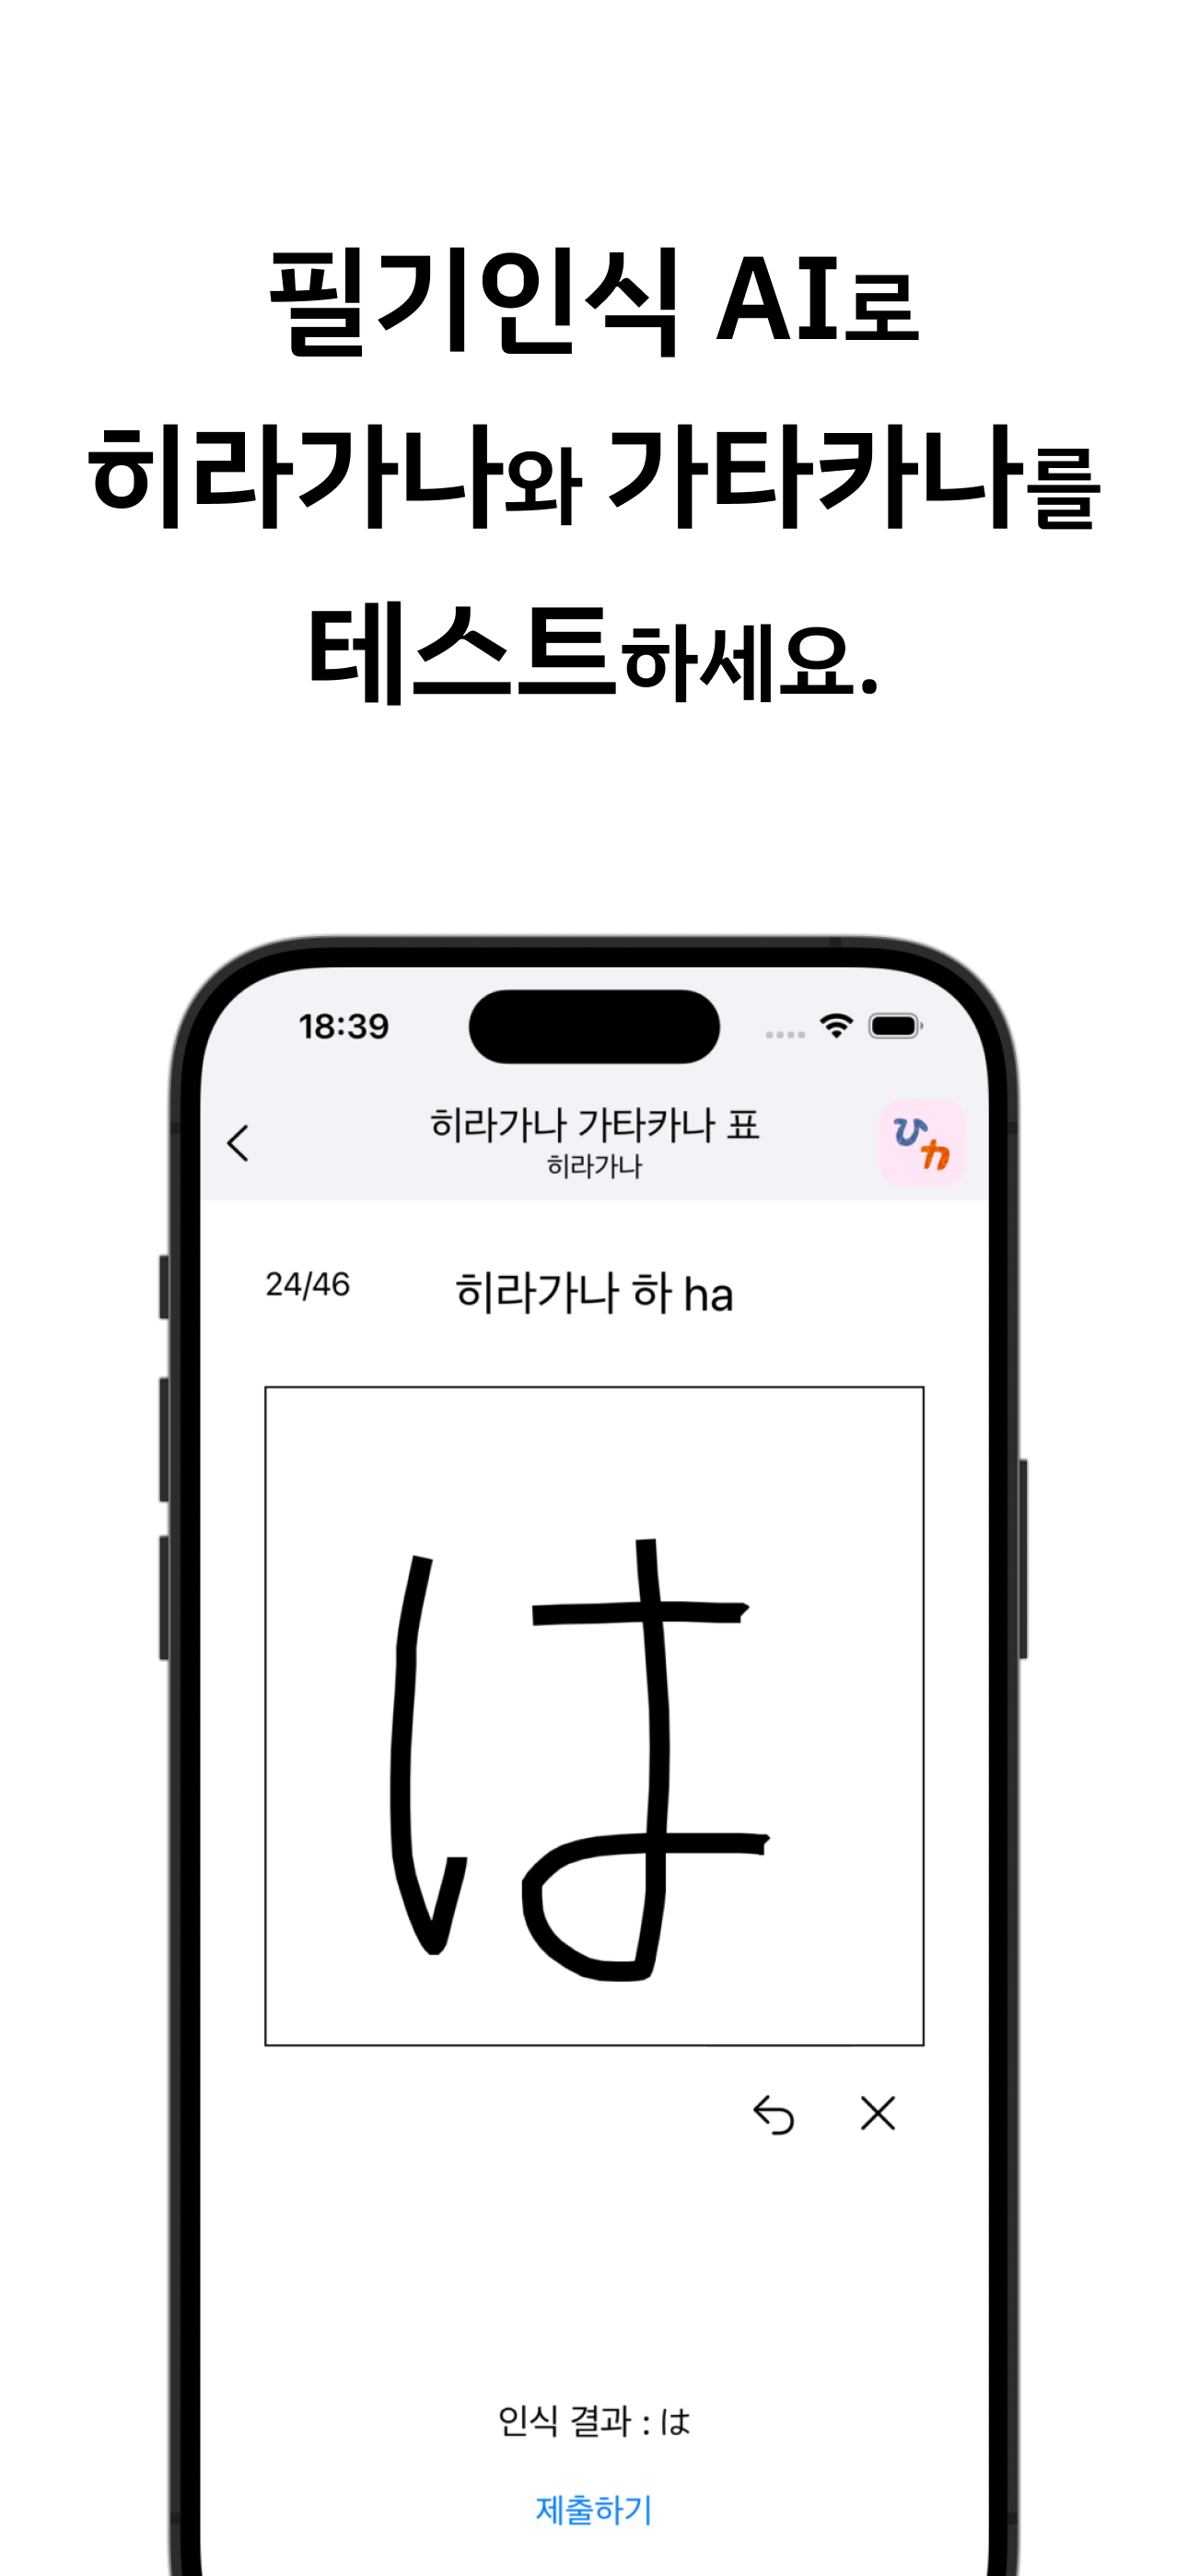 필기인식 AI로
히라가나와 가타카나를
테스트하세요.
18:39
히라가나 가타카나 표
히라가나
ひカ
24/46
히라가나 하 ha
は
인식 결과 : は
제출하기